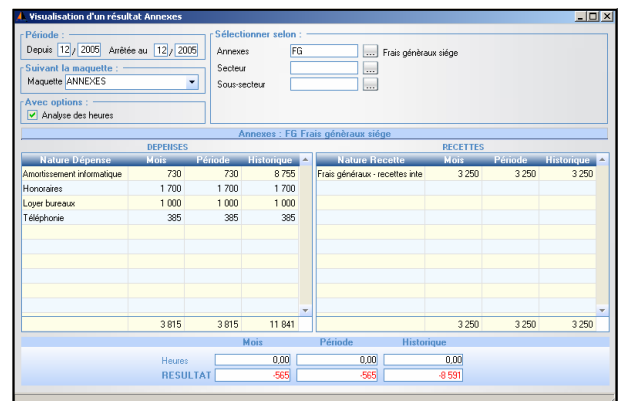 Visualisation d'un résultat Annexes
Période :
Depuis 12 / 2005 Arrêtée au 12 / 2005
Suivant la maquette :
Maquette ANNEXES
Avec options :
Analyse des heures
Sélectionner selon :
Annexes FG ... Frais génèraux siége
Secteur ...
Sous-secteur ...
Annexes : FG Frais génèraux siége
DEPENSES
Nature Dépense Mois Période Historique
Amortissement informatique 730 730 8 755
Honoraires 1 700 1 700 1 700
Loyer bureaux 1 000 1 000 1 000
Téléphonie 385 385 385
3 815 3 815 11 841
RECETTES
Nature Recette Mois Période Historique
Frais généraux - recettes inte 3 250 3 250 3 250
3 250 3 250 3 250
Mois Période Historique
Heures 0,00 0,00 0,00
RESULTAT -565 -565 -8 591